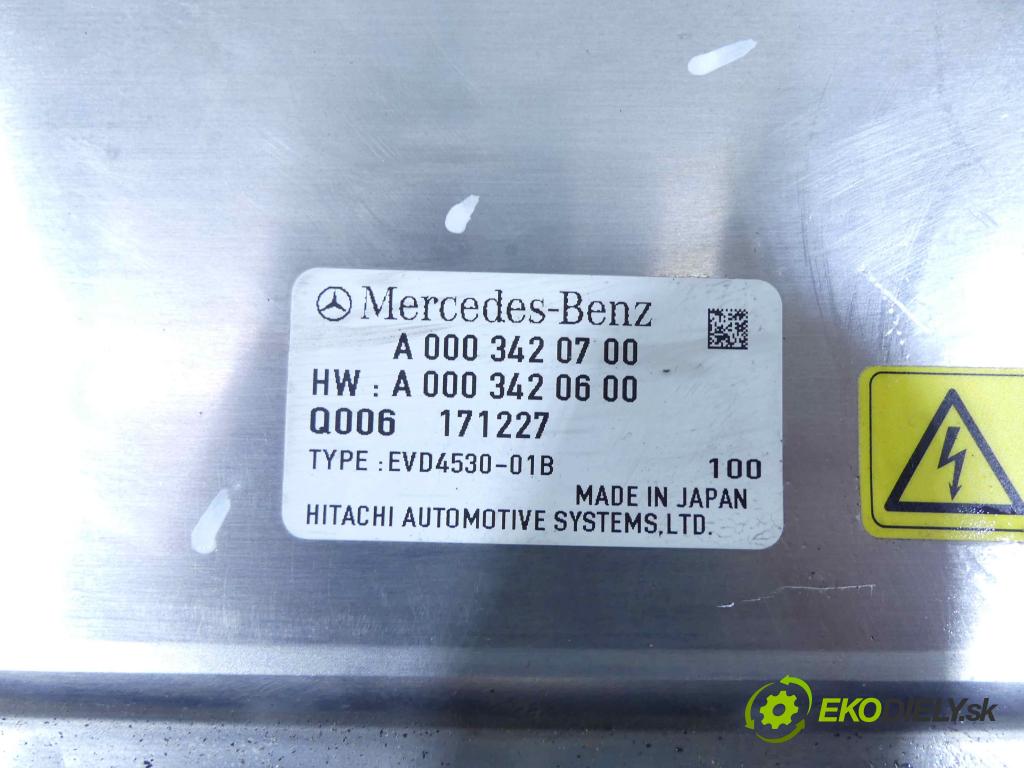 Mercedes-Benz
A 000 342 07 00
HW : A 000 342 06 00
Q006 171227
TYPE : EVD4530-01B 100
MADE IN JAPAN
HITACHI AUTOMOTIVE SYSTEMS,LTD.
EKODIELY.sk